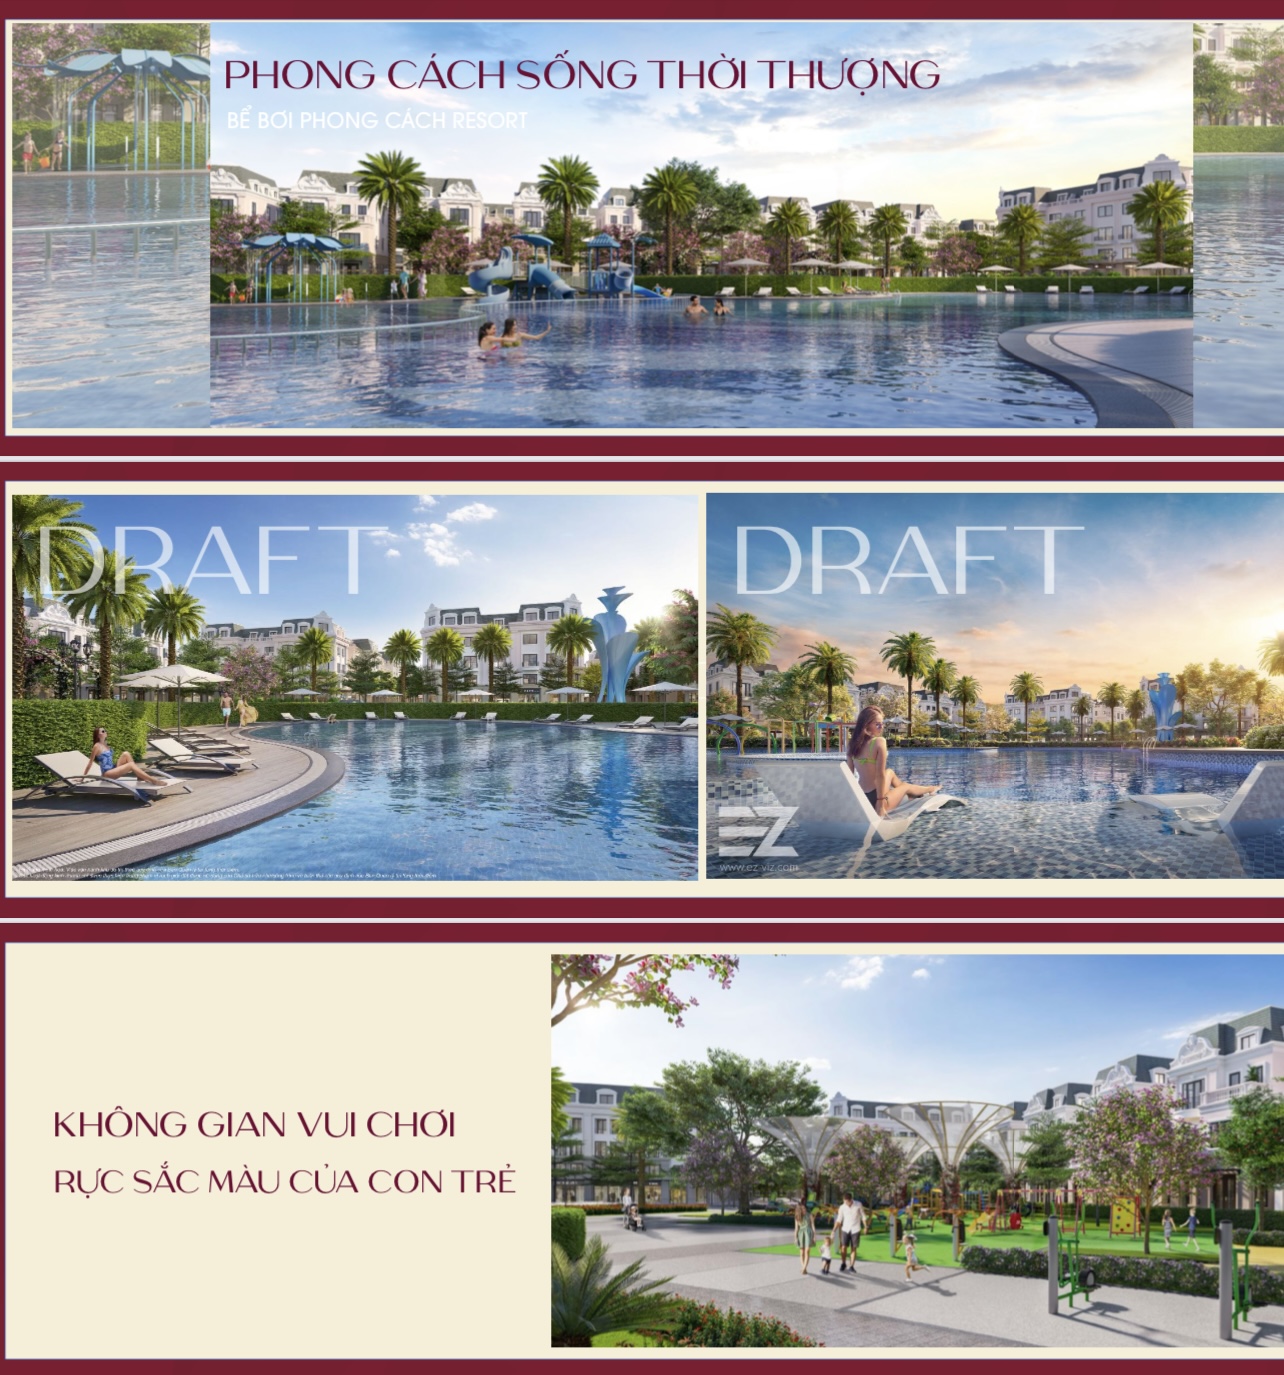 PHONG CÁCH SỐNG THỜI THƯỢNG
BỂ BƠI PHONG CÁCH RESORT
DRAFT
DRAFT
EZ
www.ez-viz.com
KHÔNG GIAN VUI CHƠI
RỰC SẮC MÀU CỦA CON TRẺ